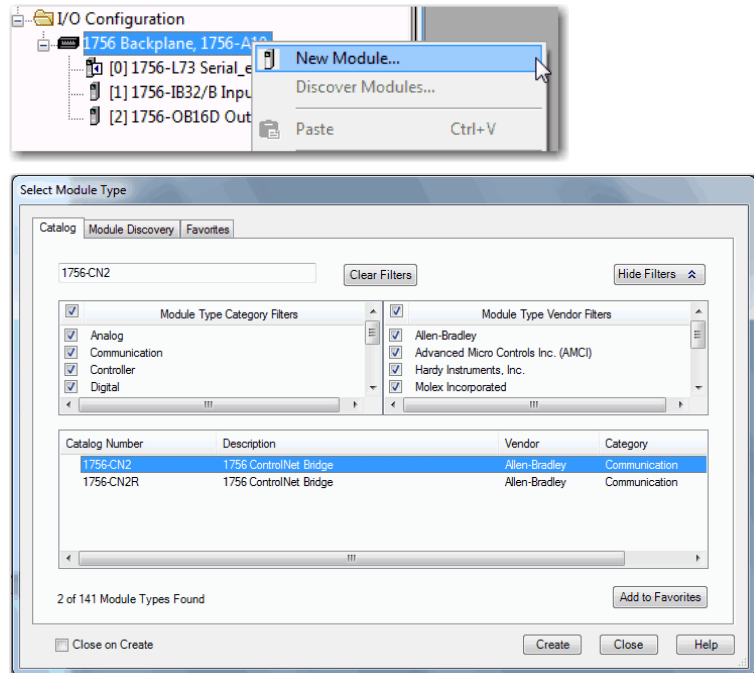 I/O Configuration
1756 Backplane, 1756-A10
[0] 1756-L73 Serial_e
[1] 1756-IB32/B Inpu
[2] 1756-OB16D Out
New Module...
Discover Modules...
Paste Ctrl+V
Select Module Type
Catalog Module Discovery Favorites
1756-CN2 Clear Filters Hide Filters
Module Type Category Filters Module Type Vendor Filters
Analog Allen-Bradley
Communication Advanced Micro Controls Inc. (AMCI)
Controller Hardy Instruments, Inc.
Digital Molex Incorporated
Catalog Number Description Vendor Category
1756-CN2 1756 ControlNet Bridge Allen-Bradley Communication
1756-CN2R 1756 ControlNet Bridge Allen-Bradley Communication
2 of 141 Module Types Found Add to Favorites
Close on Create Create Close Help